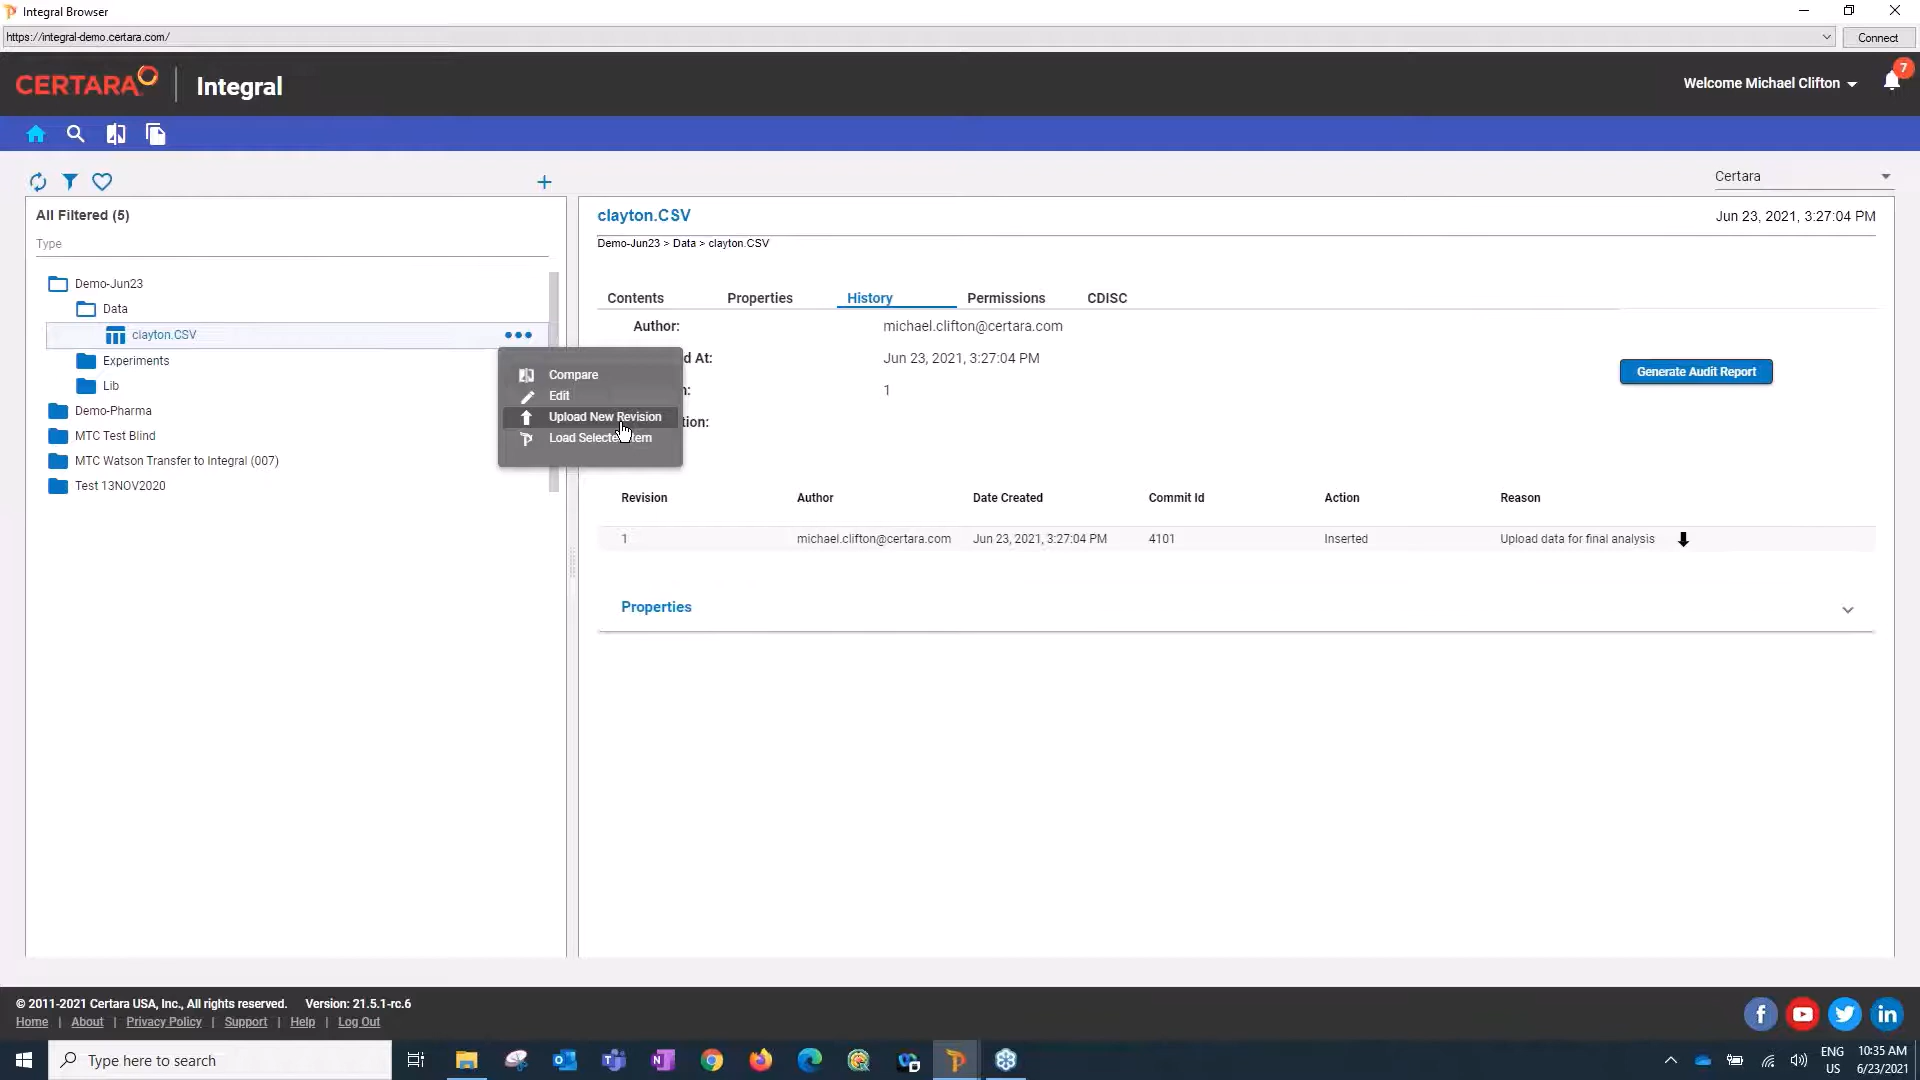 Integral Browser
https://integral-demo.certara.com/
Connect
CERTARA
Integral
Welcome Michael Clifton
7
Certara
All Filtered (5)
Type
Demo-Jun23
Data
clayton.CSV
Experiments
Lib
Demo-Pharma
MTC Test Blind
MTC Watson Transfer to Integral (007)
Test 13NOV2020
Compare
Edit
Upload New Revision
Load Selected Item
clayton.CSV
Jun 23, 2021, 3:27:04 PM
Demo-Jun23 > Data > clayton.CSV
Contents Properties History Permissions CDISC
Author: michael.clifton@certara.com
d At: Jun 23, 2021, 3:27:04 PM
Generate Audit Report
n: 1
tion:
Revision Author Date Created Commit Id Action Reason
1 michael.clifton@certara.com Jun 23, 2021, 3:27:04 PM 4101 Inserted Upload data for final analysis
Properties
© 2011-2021 Certara USA, Inc., All rights reserved. Version: 21.5.1-rc.6
Home | About | Privacy Policy | Support | Help | Log Out
Type here to search
ENG
US
10:35 AM
6/23/2021